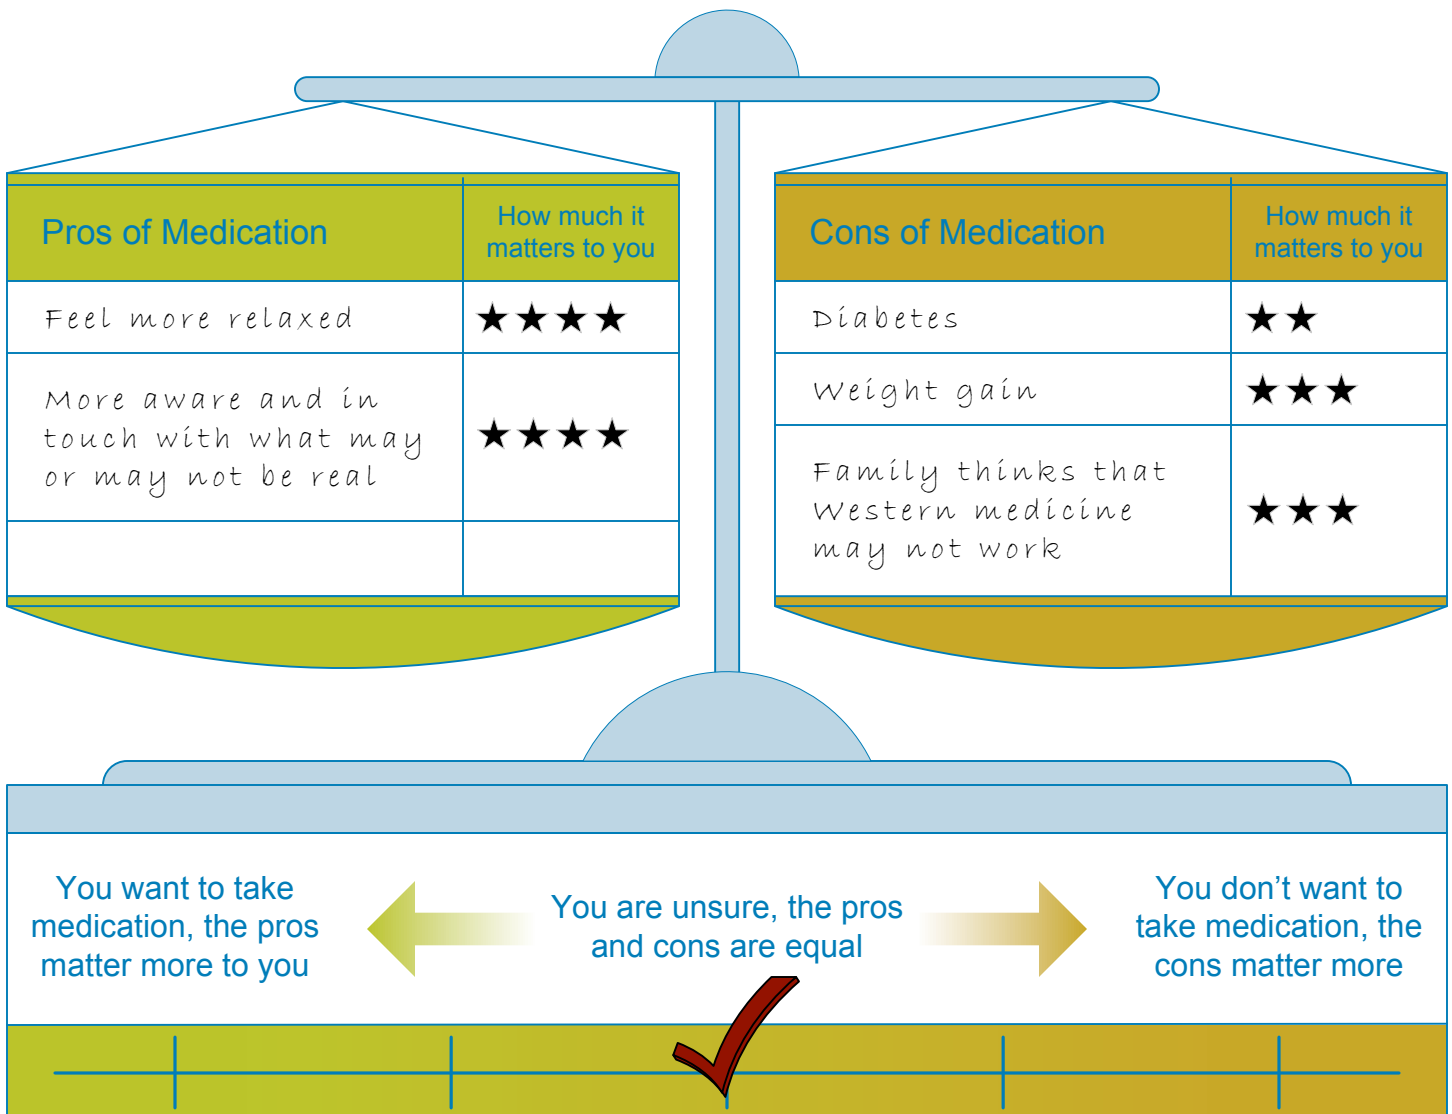 Pros of Medication
How much it
matters to you
Feel more relaxed
★★★★
More aware and in
touch with what may
or may not be real
★★★★
Cons of Medication
How much it
matters to you
Diabetes
★★
Weight gain
★★★
Family thinks that
Western medicine
may not work
★★★
You want to take
medication, the pros
matter more to you
You are unsure, the pros
and cons are equal
You don’t want to
take medication, the
cons matter more